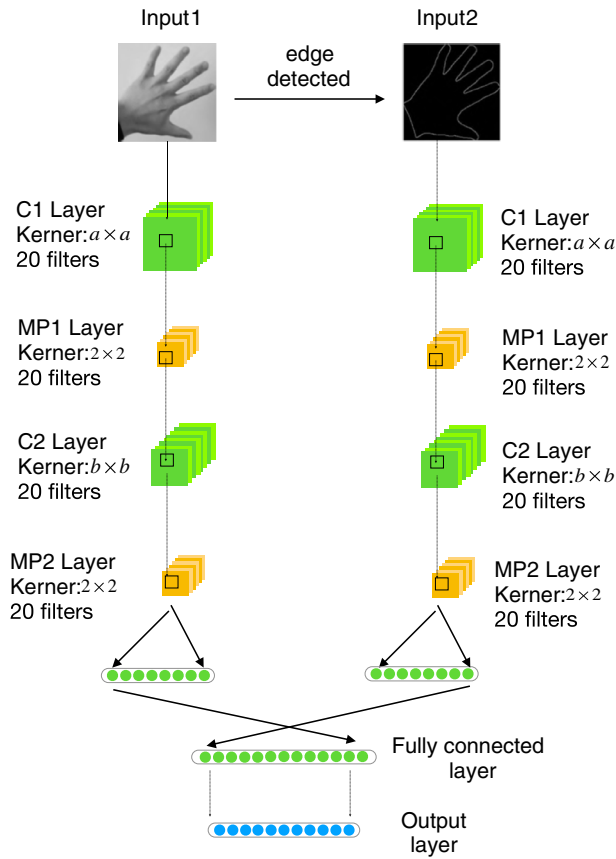 Input1
Input2
edge
detected
C1 Layer
Kerner:a×a
20 filters
C1 Layer
Kerner:a×a
20 filters
MP1 Layer
Kerner:2×2
20 filters
MP1 Layer
Kerner:2×2
20 filters
C2 Layer
Kerner:b×b
20 filters
C2 Layer
Kerner:b×b
20 filters
MP2 Layer
Kerner:2×2
20 filters
MP2 Layer
Kerner:2×2
20 filters
Fully connected
layer
Output
layer